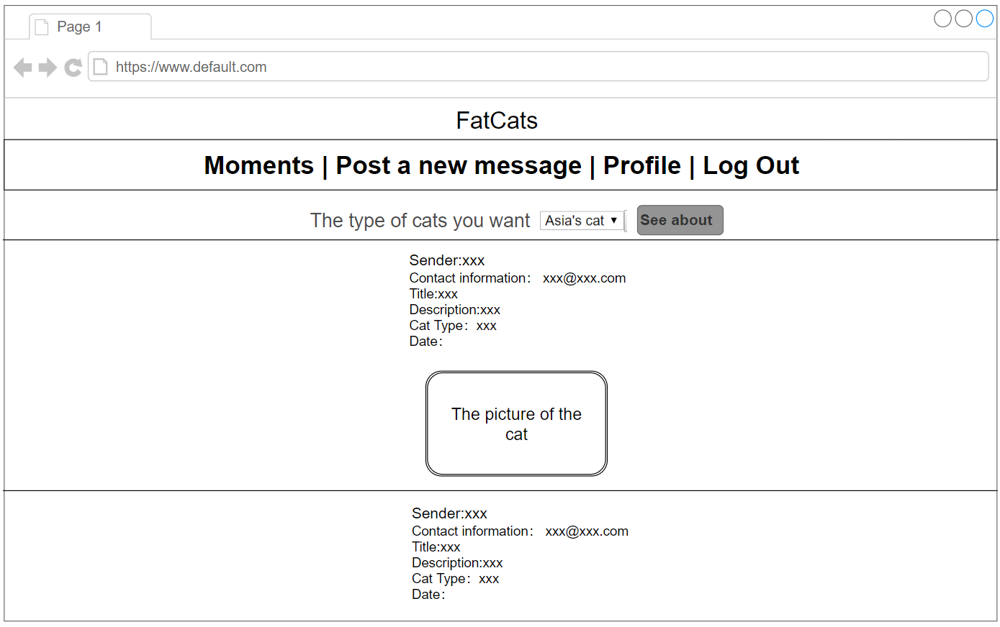 Page 1
https://www.default.com
FatCats
Moments | Post a new message | Profile | Log Out
The type of cats you want Asia's cat See about
Sender:xxx
Contact information： xxx@xxx.com
Title:xxx
Description:xxx
Cat Type：xxx
Date：
The picture of the
cat
Sender:xxx
Contact information： xxx@xxx.com
Title:xxx
Description:xxx
Cat Type：xxx
Date：